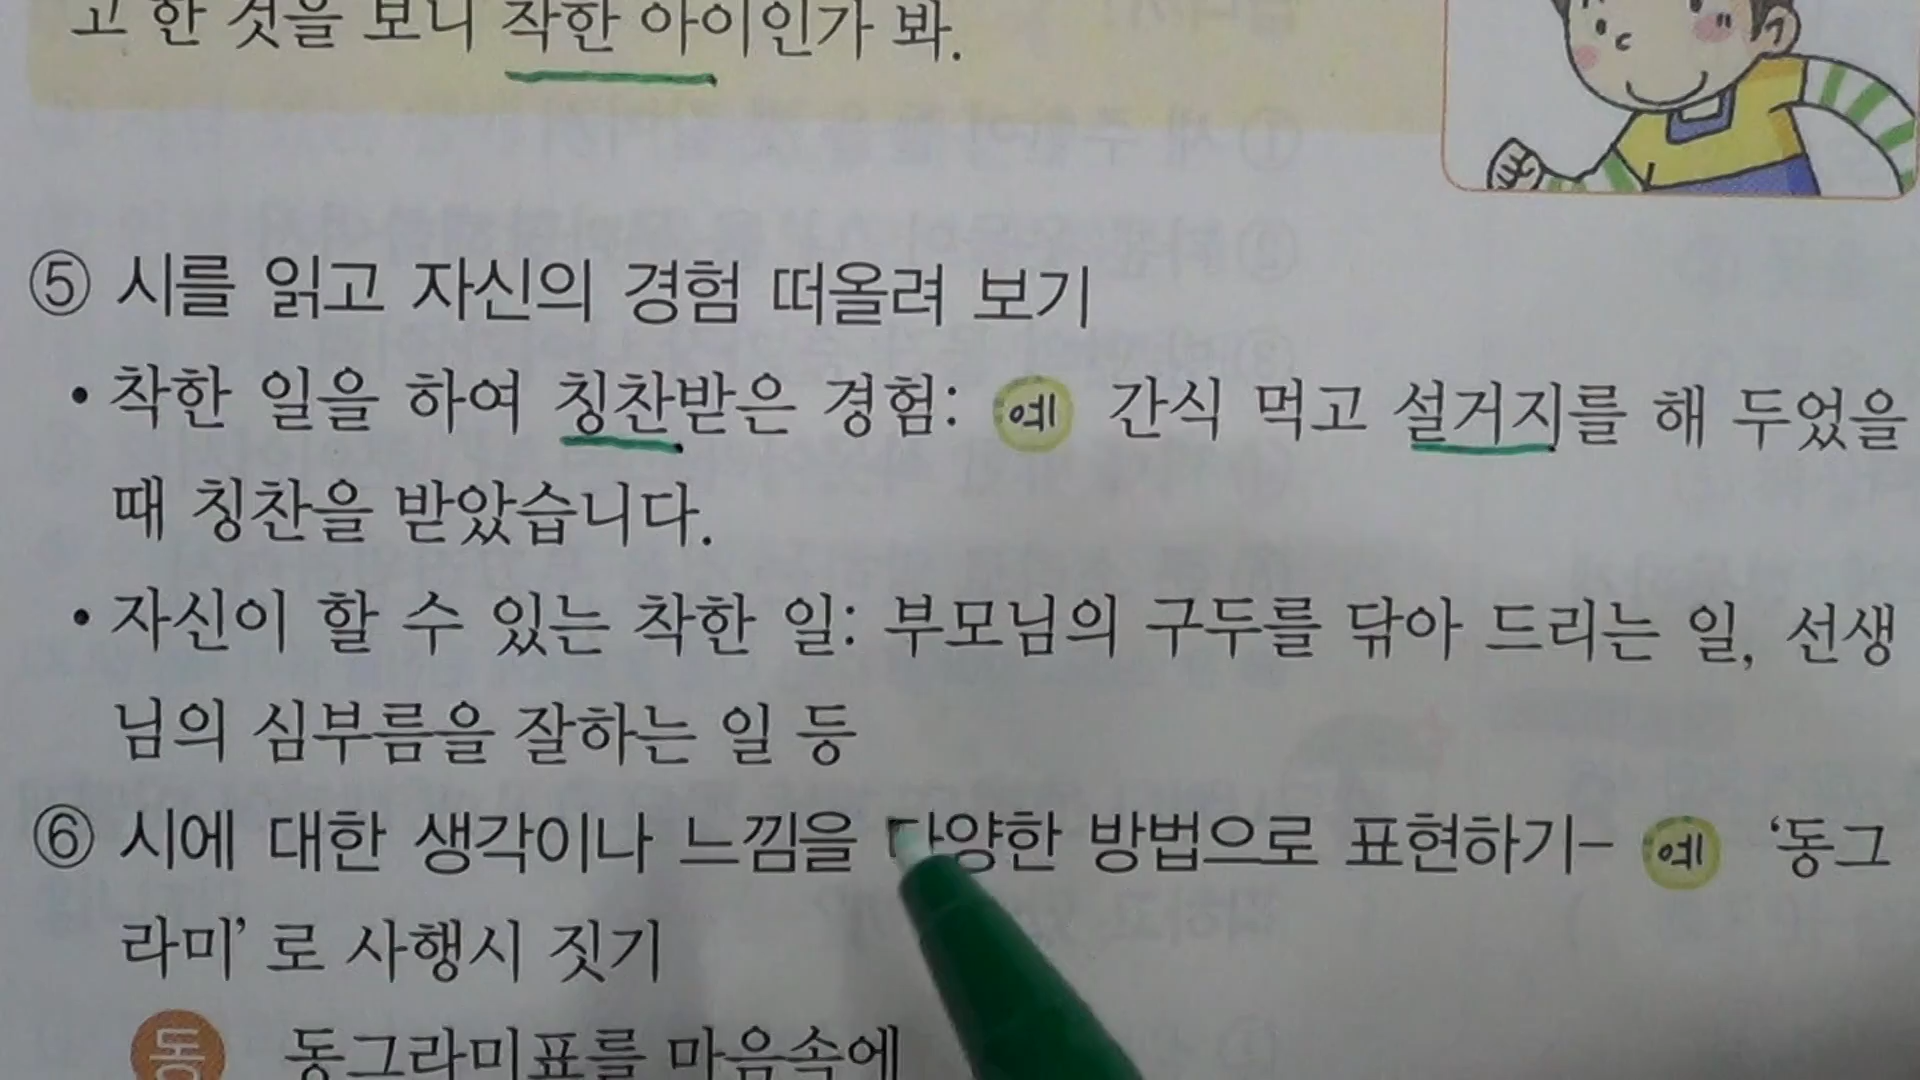 고 한 것을 보니 착한 아이인가 봐.
⑤ 시를 읽고 자신의 경험 떠올려 보기
• 착한 일을 하여 칭찬받은 경험: 예 간식 먹고 설거지를 해 두었을
때 칭찬을 받았습니다.
• 자신이 할 수 있는 착한 일: 부모님의 구두를 닦아 드리는 일, 선생
님의 심부름을 잘하는 일 등
⑥ 시에 대한 생각이나 느낌을 다양한 방법으로 표현하기– 예 ‘동그
라미’ 로 사행시 짓기
동 동그라미표를 마음속에